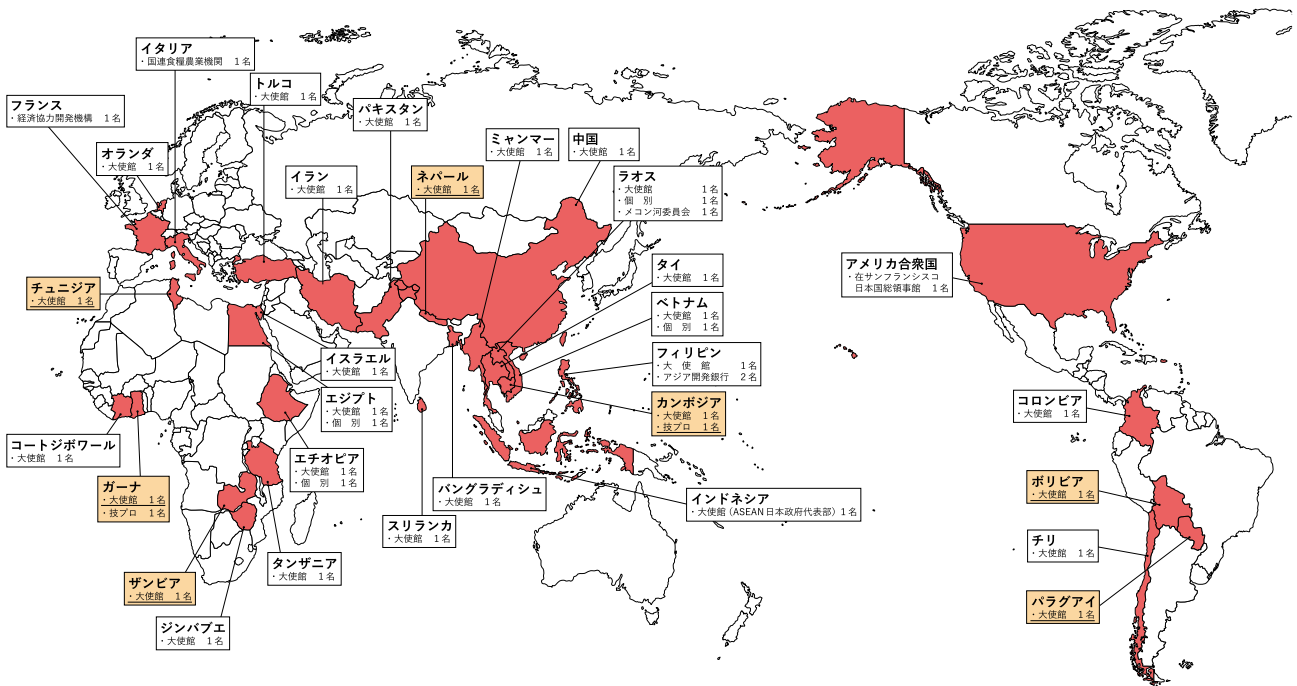 イタリア
・国連食糧農業機関　１名
トルコ
・大使館　１名
フランス
・経済協力開発機構　１名
パキスタン
・大使館　１名
オランダ
・大使館　１名
ミャンマー
・大使館　１名
中国
・大使館　１名
イラン
・大使館　１名
ネパール
・大使館　１名
ラオス
・大使館　１名
・個　別　１名
・メコン河委員会　１名
タイ
・大使館　１名
アメリカ合衆国
・在サンフランシスコ
日本国総領事館　１名
チュニジア
・大使館　１名
ベトナム
・大使館　１名
・個　別　１名
イスラエル
・大使館　１名
フィリピン
・大　使　館　１名
・アジア開発銀行　２名
エジプト
・大使館　１名
・個　別　１名
カンボジア
・大使館　１名
・技プロ　１名
コロンビア
・大使館　１名
コートジボワール
・大使館　１名
エチオピア
・大使館　１名
・個　別　１名
ガーナ
・大使館　１名
・技プロ　１名
バングラディシュ
・大使館　１名
インドネシア
・大使館（ASEAN日本政府代表部）１名
ボリビア
・大使館　１名
スリランカ
・大使館　１名
チリ
・大使館　１名
タンザニア
・大使館　１名
ザンビア
・大使館　１名
パラグアイ
・大使館　１名
ジンバブエ
・大使館　１名